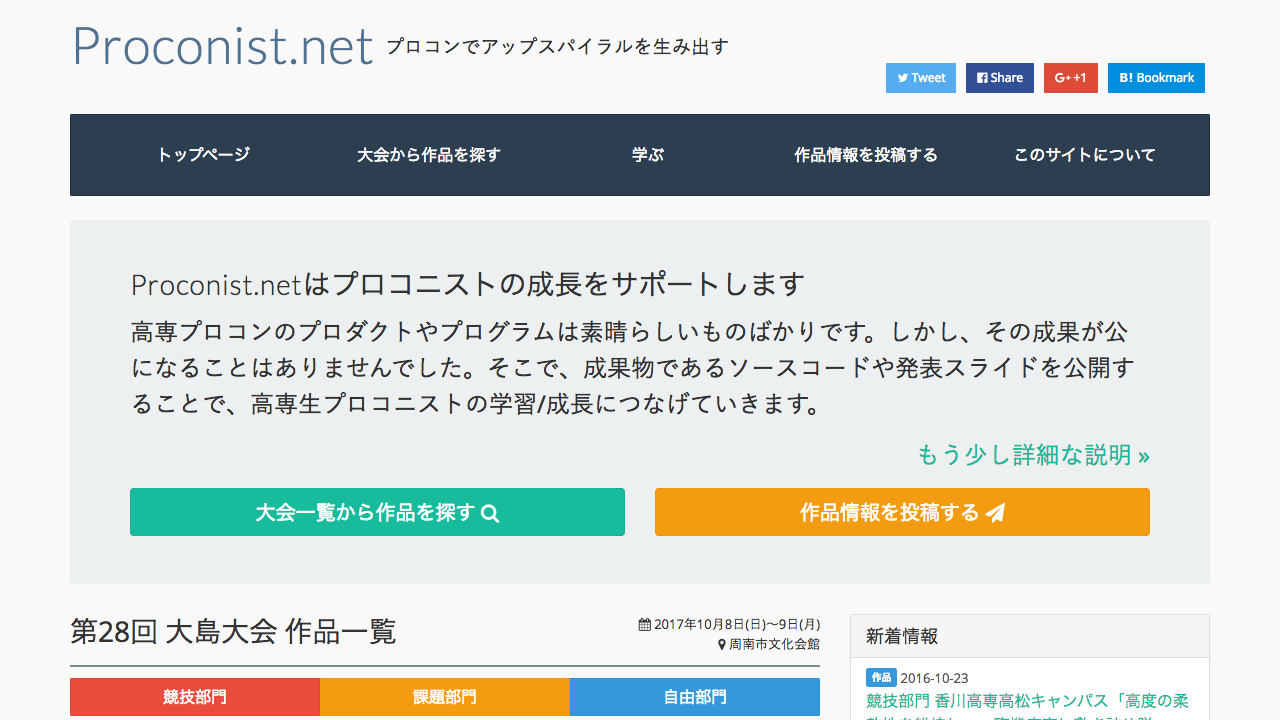 Proconist.net プロコンでアップスパイラルを生み出す
Tweet Share G+ +1 B! Bookmark
トップページ 大会から作品を探す 学ぶ 作品情報を投稿する このサイトについて
Proconist.netはプロコニストの成長をサポートします
高専プロコンのプロダクトやプログラムは素晴らしいものばかりです。しかし、その成果が公
になることはありませんでした。そこで、成果物であるソースコードや発表スライドを公開す
ることで、高専生プロコニストの学習/成長につなげていきます。
もう少し詳細な説明 »
大会一覧から作品を探す 作品情報を投稿する
第28回 大島大会 作品一覧
2017年10月8日(日)〜9日(月)
周南市文化会館
競技部門 課題部門 自由部門
新着情報
作品 2016-10-23
競技部門 香川高専高松キャンパス「高度の柔